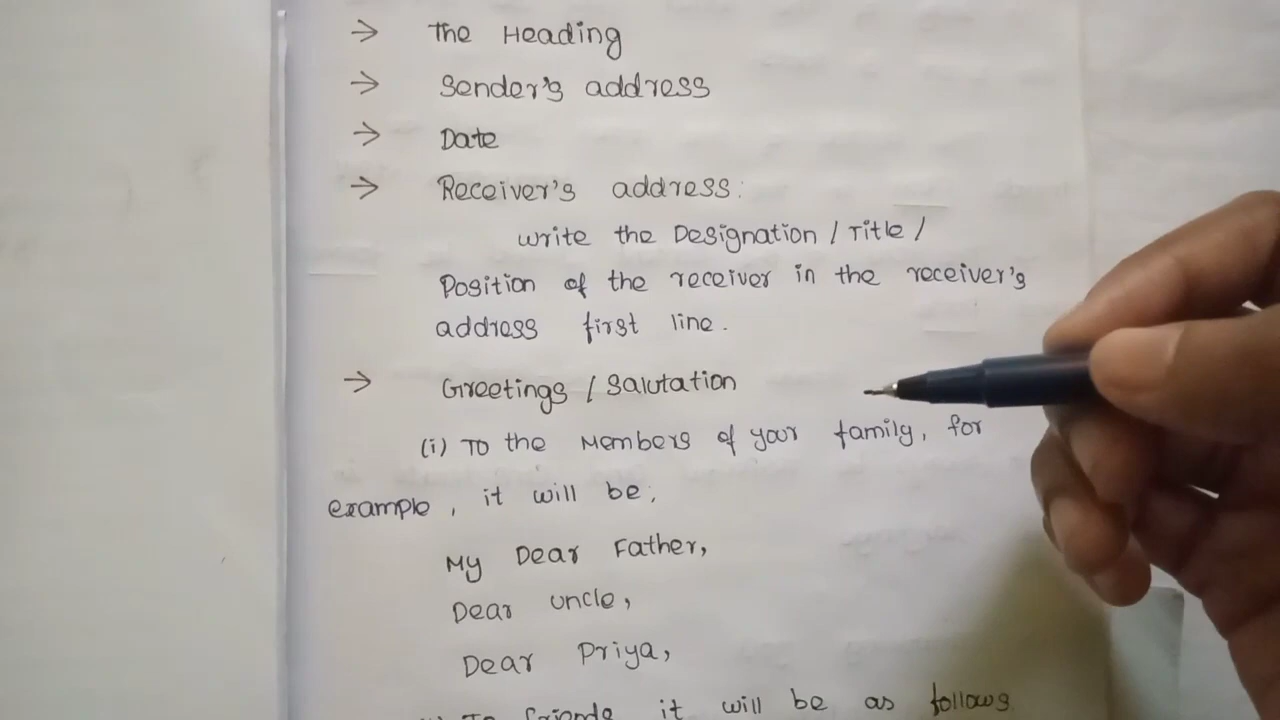 → The Heading
→ Sender's address
→ Date
→ Receiver's address:
write the Designation / Title /
Position of the receiver in the receiver's
address first line.
→ Greetings / Salutation
(i) To the Members of your family, for
example, it will be;
My Dear Father,
Dear uncle,
Dear Priya,
To friends it will be as follows